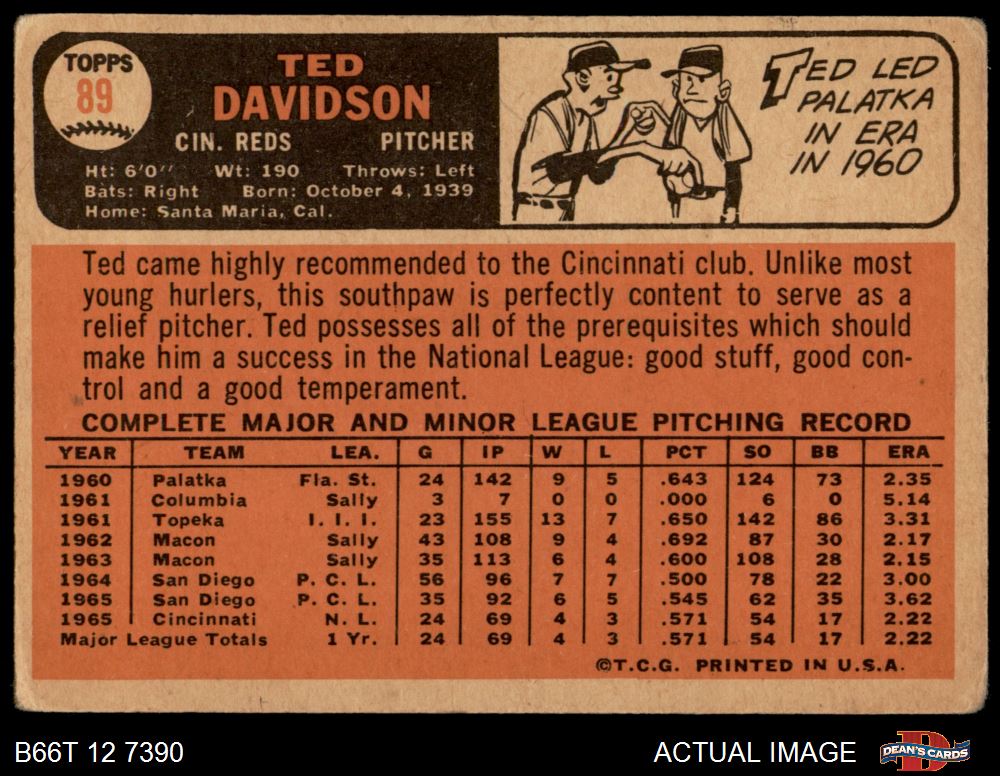 TOPPS
89
TED
DAVIDSON
CIN. REDS PITCHER
Ht: 6'0" Wt: 190 Throws: Left
Bats: Right Born: October 4, 1939
Home: Santa Maria, Cal.
TED LED
PALATKA
IN ERA
IN 1960
Ted came highly recommended to the Cincinnati club. Unlike most
young hurlers, this southpaw is perfectly content to serve as a
relief pitcher. Ted possesses all of the prerequisites which should
make him a success in the National League: good stuff, good con-
trol and a good temperament.
COMPLETE MAJOR AND MINOR LEAGUE PITCHING RECORD
YEAR TEAM LEA. G IP W L PCT SO BB ERA
1960 Palatka Fla. St. 24 142 9 5 .643 124 73 2.35
1961 Columbia Sally 3 7 0 0 .000 6 0 5.14
1961 Topeka I. I. I. 23 155 13 7 .650 142 86 3.31
1962 Macon Sally 43 108 9 4 .692 87 30 2.17
1963 Macon Sally 35 113 6 4 .600 108 28 2.15
1964 San Diego P. C. L. 56 96 7 7 .500 78 22 3.00
1965 San Diego P. C. L. 35 92 6 5 .545 62 35 3.62
1965 Cincinnati N. L. 24 69 4 3 .571 54 17 2.22
Major League Totals 1 Yr. 24 69 4 3 .571 54 17 2.22
©T.C.G. PRINTED IN U.S.A.
B66T 12 7390 ACTUAL IMAGE D DEAN'S CARDS